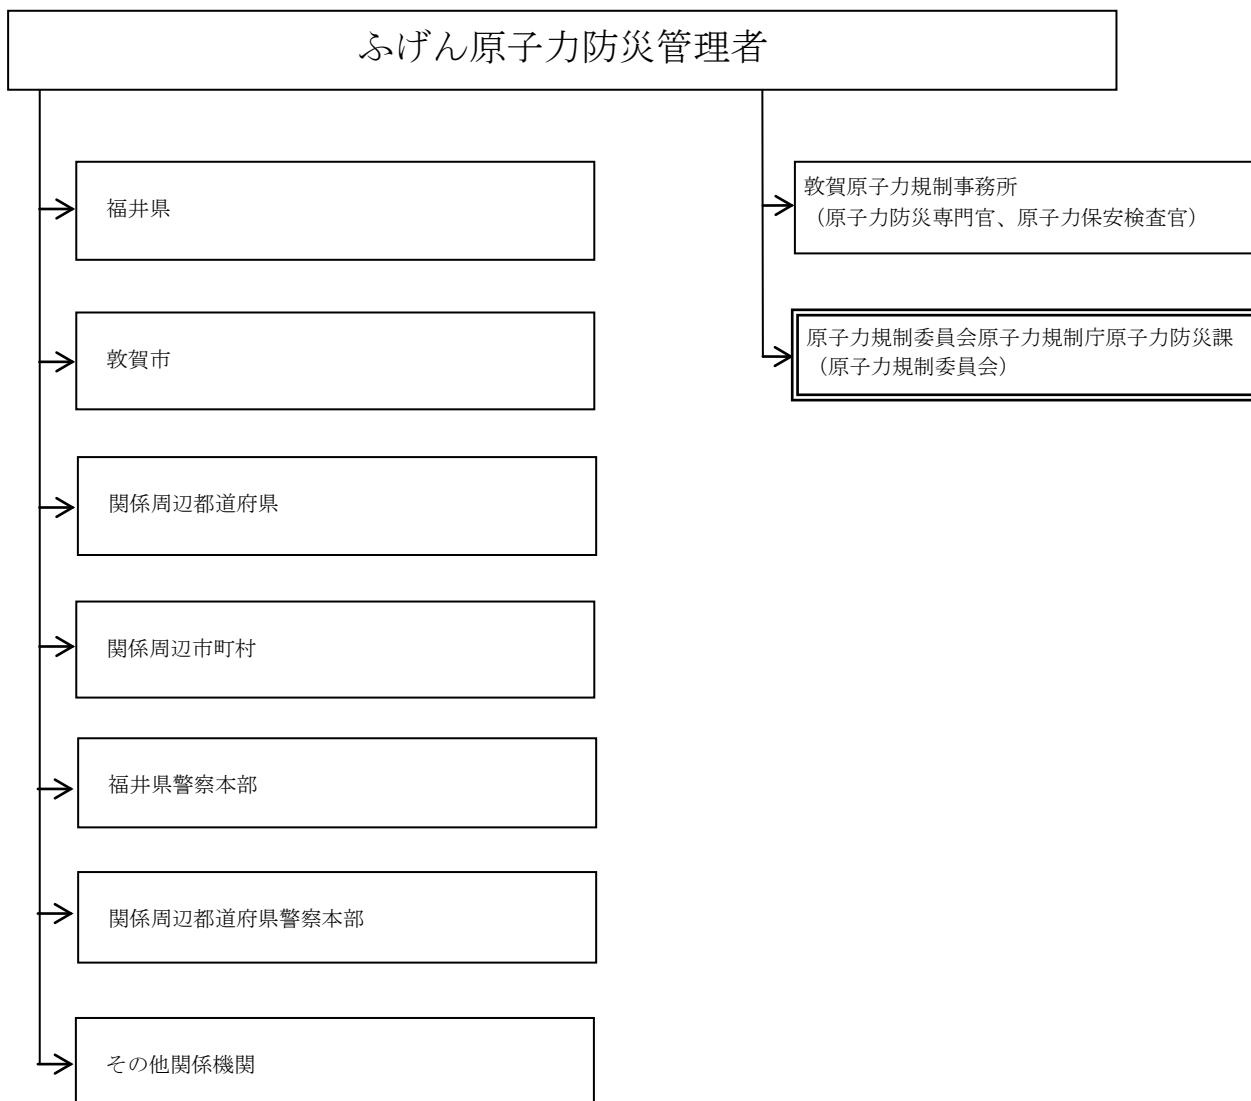 ふげん原子力防災管理者
福井県
敦賀市
関係周辺都道府県
関係周辺市町村
福井県警察本部
関係周辺都道府県警察本部
その他関係機関
敦賀原子力規制事務所
（原子力防災専門官、原子力保安検査官）
原子力規制委員会原子力規制庁原子力防災課
（原子力規制委員会）